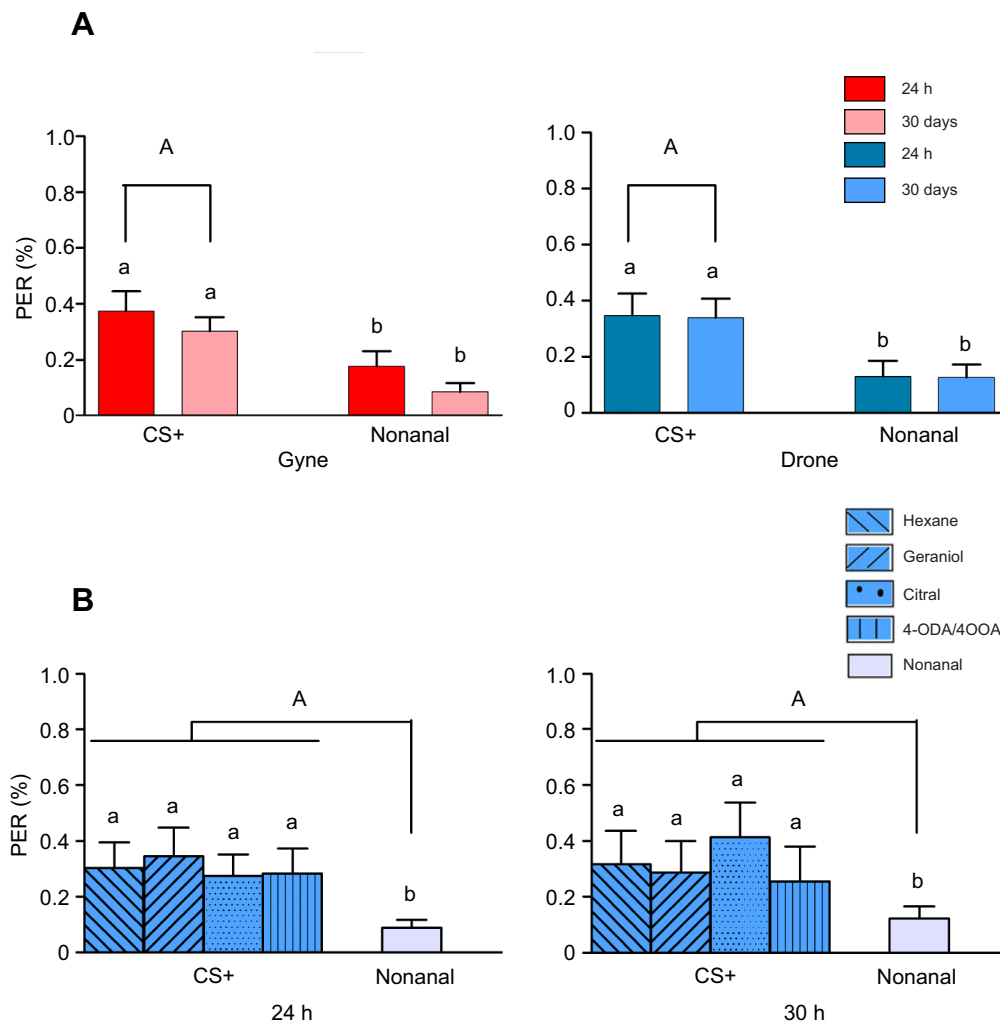 A
24 h
30 days
24 h
30 days
1.0
0.8
0.6
0.4
0.2
0
PER (%)
A
a
a
b
b
CS+
Nonanal
Gyne
1.0
0.8
0.6
0.4
0.2
0
A
a
a
b
b
CS+
Nonanal
Drone
Hexane
Geraniol
Citral
4-ODA/4OOA
Nonanal
B
1.0
0.8
0.6
0.4
0.2
0
PER (%)
A
a
a
a
a
b
CS+
Nonanal
24 h
1.0
0.8
0.6
0.4
0.2
0
A
a
a
a
a
b
CS+
Nonanal
30 h